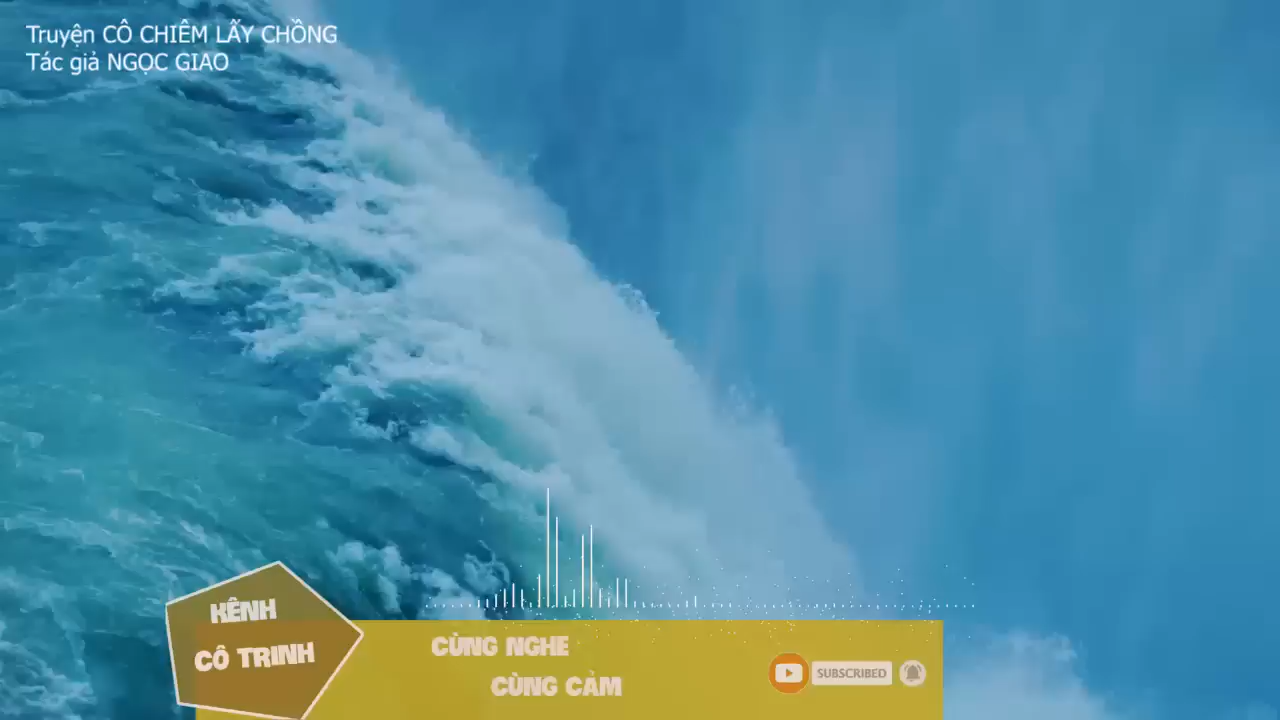 Truyện CÔ CHIÊM LẤY CHỒNG
Tác giả NGỌC GIAO
KÊNH
CÔ TRINH
CÙNG NGHE
CÙNG CẢM
SUBSCRIBED